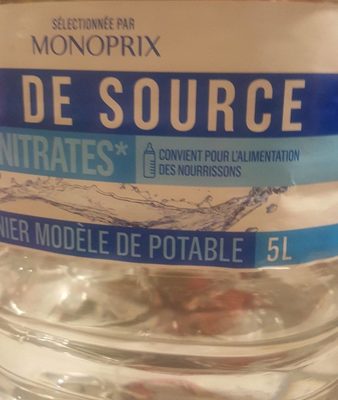 SÉLECTIONNÉE PAR
MONOPRIX
DE SOURCE
NITRATES*
CONVIENT POUR L'ALIMENTATION
DES NOURRISSONS
NIER MODÈLE DE POTABLE 5L